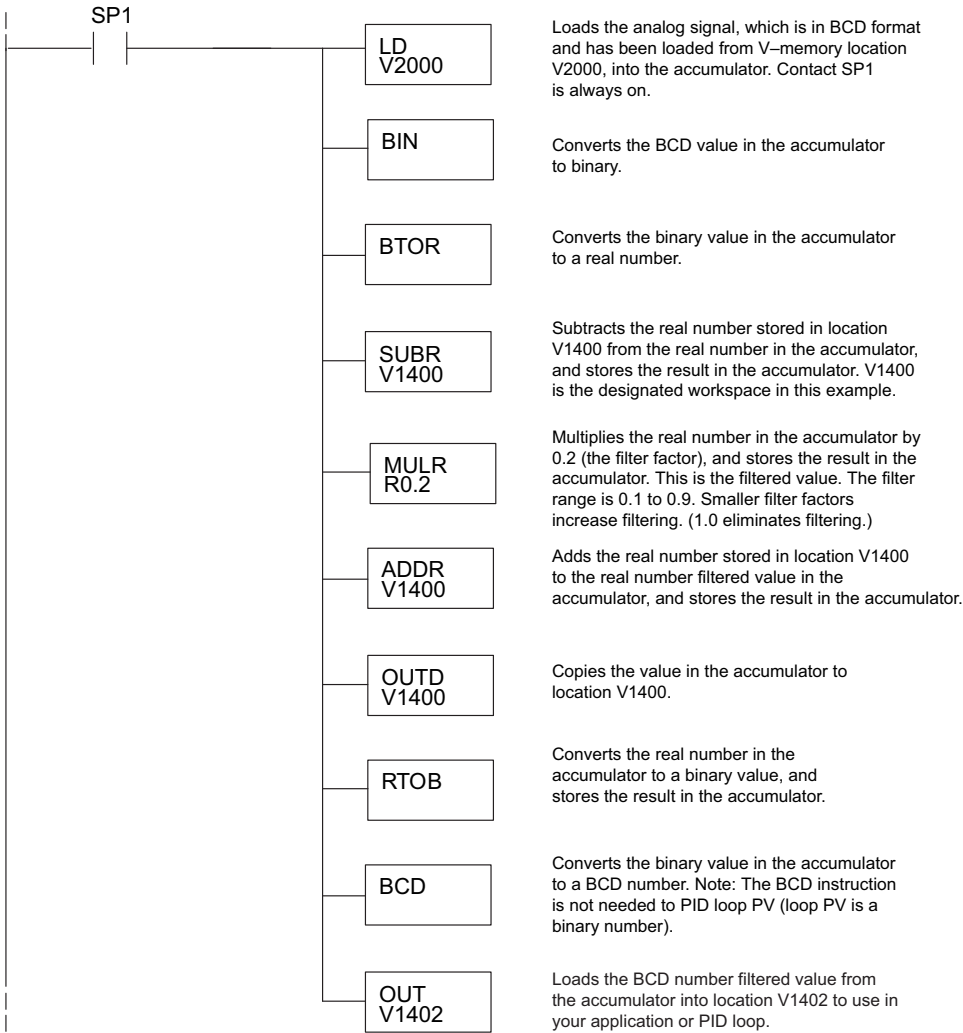 SP1
LD
V2000
Loads the analog signal, which is in BCD format
and has been loaded from V–memory location
V2000, into the accumulator. Contact SP1
is always on.
BIN
Converts the BCD value in the accumulator
to binary.
BTOR
Converts the binary value in the accumulator
to a real number.
SUBR
V1400
Subtracts the real number stored in location
V1400 from the real number in the accumulator,
and stores the result in the accumulator. V1400
is the designated workspace in this example.
MULR
R0.2
Multiplies the real number in the accumulator by
0.2 (the filter factor), and stores the result in the
accumulator. This is the filtered value. The filter
range is 0.1 to 0.9. Smaller filter factors
increase filtering. (1.0 eliminates filtering.)
ADDR
V1400
Adds the real number stored in location V1400
to the real number filtered value in the
accumulator, and stores the result in the accumulator.
OUTD
V1400
Copies the value in the accumulator to
location V1400.
RTOB
Converts the real number in the
accumulator to a binary value, and
stores the result in the accumulator.
BCD
Converts the binary value in the accumulator
to a BCD number. Note: The BCD instruction
is not needed to PID loop PV (loop PV is a
binary number).
OUT
V1402
Loads the BCD number filtered value from
the accumulator into location V1402 to use in
your application or PID loop.